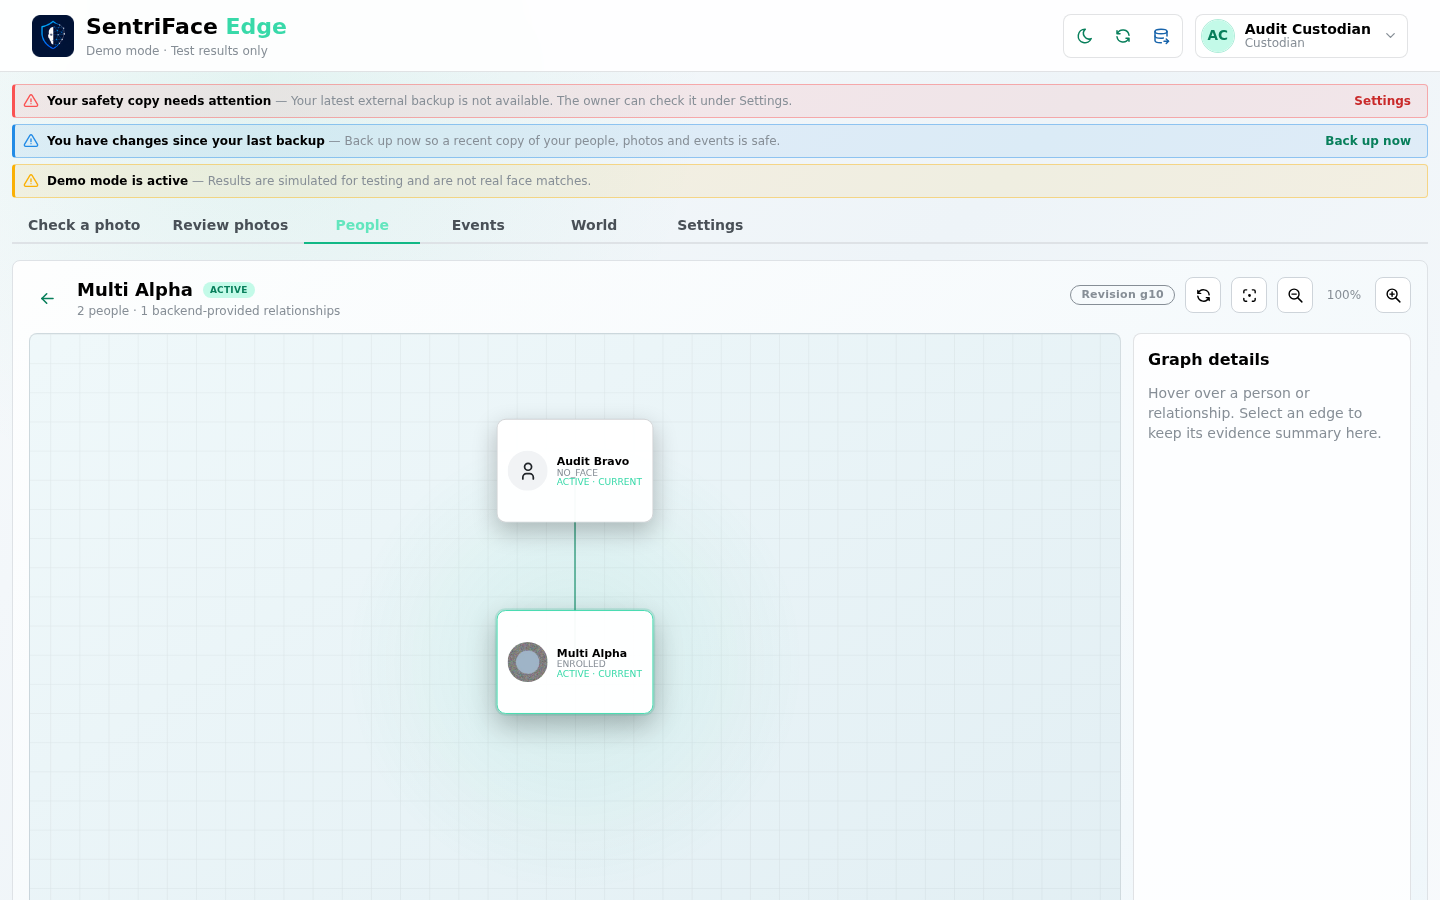 SentriFace Edge
Demo mode · Test results only
AC
Audit Custodian
Custodian
Your safety copy needs attention — Your latest external backup is not available. The owner can check it under Settings.
Settings
You have changes since your last backup — Back up now so a recent copy of your people, photos and events is safe.
Back up now
Demo mode is active — Results are simulated for testing and are not real face matches.
Check a photo
Review photos
People
Events
World
Settings
Multi Alpha
ACTIVE
2 people · 1 backend-provided relationships
Revision g10
100%
Audit Bravo
NO_FACE
ACTIVE · CURRENT
Multi Alpha
ENROLLED
ACTIVE · CURRENT
Graph details
Hover over a person or
relationship. Select an edge to
keep its evidence summary here.